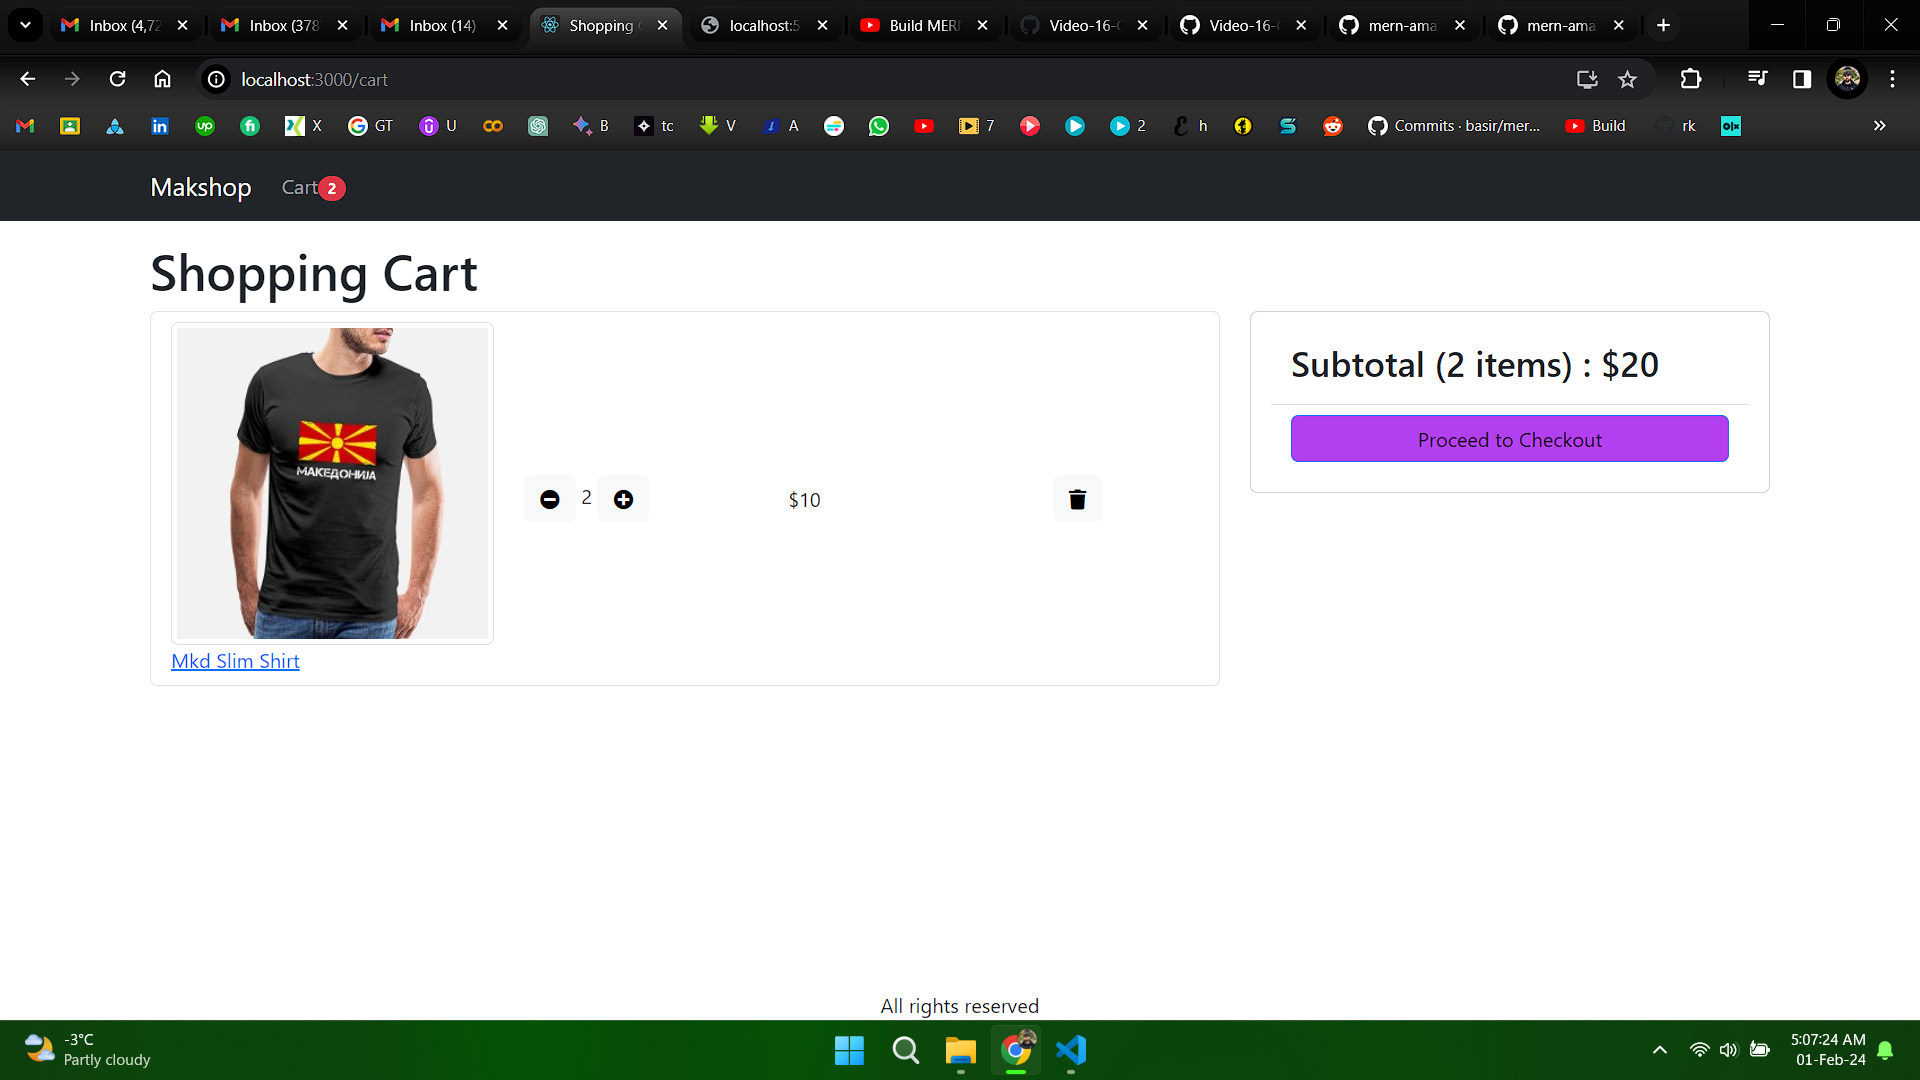 Inbox (4,72
Inbox (378
Inbox (14)
Shopping
localhost:5
Build MER
Video-16-
Video-16-
mern-ama
mern-ama
localhost:3000/cart
X
GT
U
B
tc
V
A
7
2
h
Commits · basir/mer...
Build
rk
Makshop
Cart 2
Shopping Cart
МАКЕДОНИЈА
2
$10
Mkd Slim Shirt
Subtotal (2 items) : $20
Proceed to Checkout
All rights reserved
-3°C
Partly cloudy
5:07:24 AM
01-Feb-24